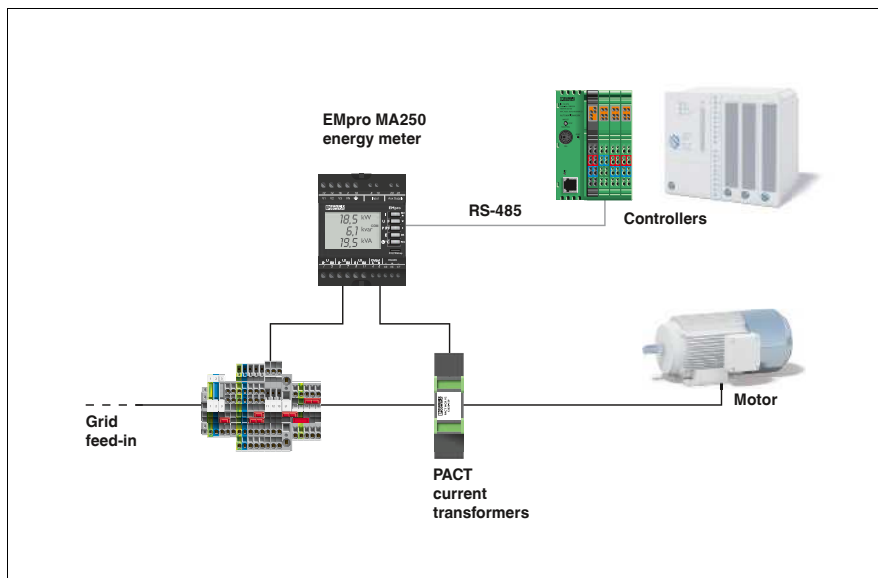 EMpro MA250
energy meter
EMpro
18,5 kW
6,1 kvar
19,5 kVA
RS-485
Controllers
Motor
Grid
feed-in
PACT
current
transformers